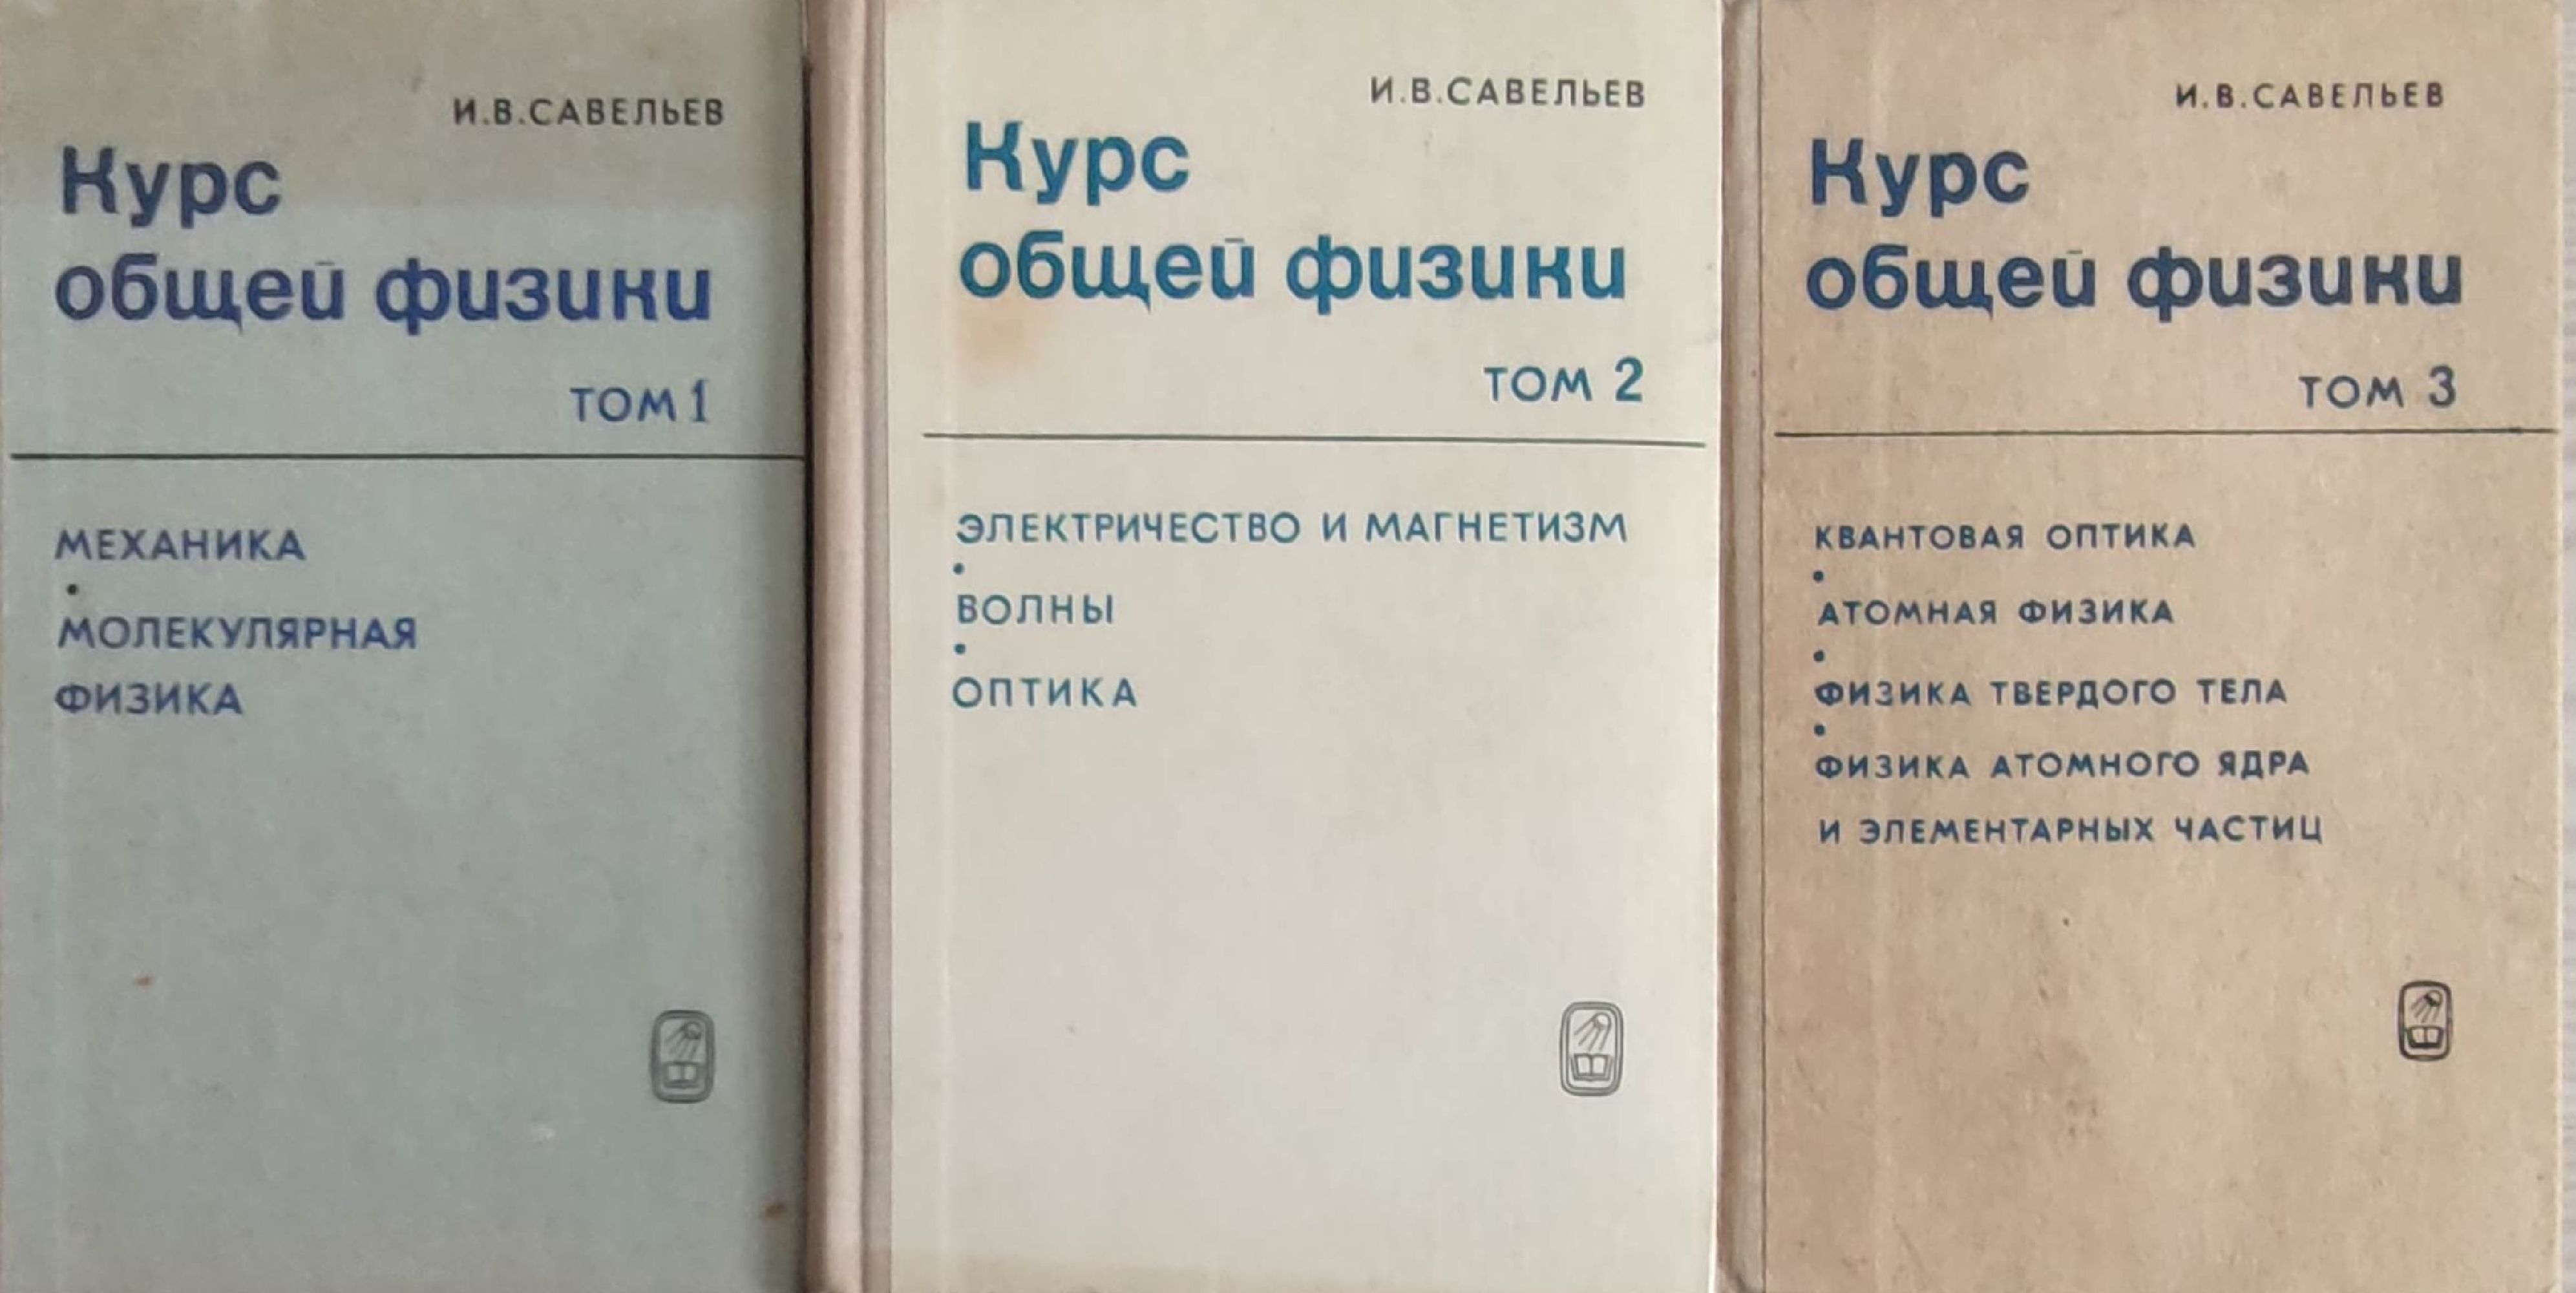 И.В.САВЕЛЬЕВ
Курс
общей физики
ТОМ 1
МЕХАНИКА
•
МОЛЕКУЛЯРНАЯ
ФИЗИКА
И.В.САВЕЛЬЕВ
Курс
общей физики
ТОМ 2
ЭЛЕКТРИЧЕСТВО И МАГНЕТИЗМ
•
ВОЛНЫ
•
ОПТИКА
И.В.САВЕЛЬЕВ
Курс
общей физики
ТОМ 3
КВАНТОВАЯ ОПТИКА
•
АТОМНАЯ ФИЗИКА
•
ФИЗИКА ТВЕРДОГО ТЕЛА
•
ФИЗИКА АТОМНОГО ЯДРА
И ЭЛЕМЕНТАРНЫХ ЧАСТИЦ